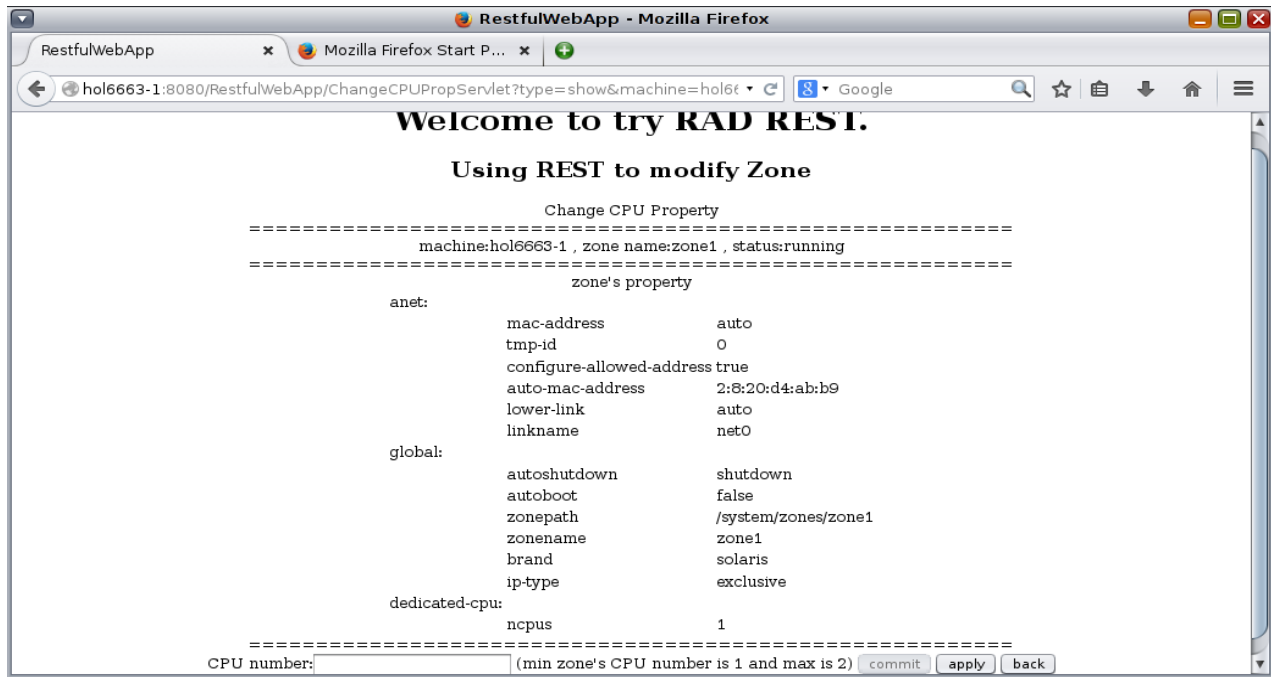 RestfulWebApp - Mozilla Firefox
RestfulWebApp Mozilla Firefox Start P...
hol6663-1:8080/RestfulWebApp/ChangeCPUPropServlet?type=show&machine=hol66 Google
Welcome to try RAD REST.
Using REST to modify Zone
Change CPU Property
=========================================================
machine:hol6663-1 , zone name:zone1 , status:running
=========================================================
zone's property
anet:
mac-address auto
tmp-id 0
configure-allowed-address true
auto-mac-address 2:8:20:d4:ab:b9
lower-link auto
linkname net0
global:
autoshutdown shutdown
autoboot false
zonepath /system/zones/zone1
zonename zone1
brand solaris
ip-type exclusive
dedicated-cpu:
ncpus 1
=========================================================
CPU number: (min zone's CPU number is 1 and max is 2) commit apply back